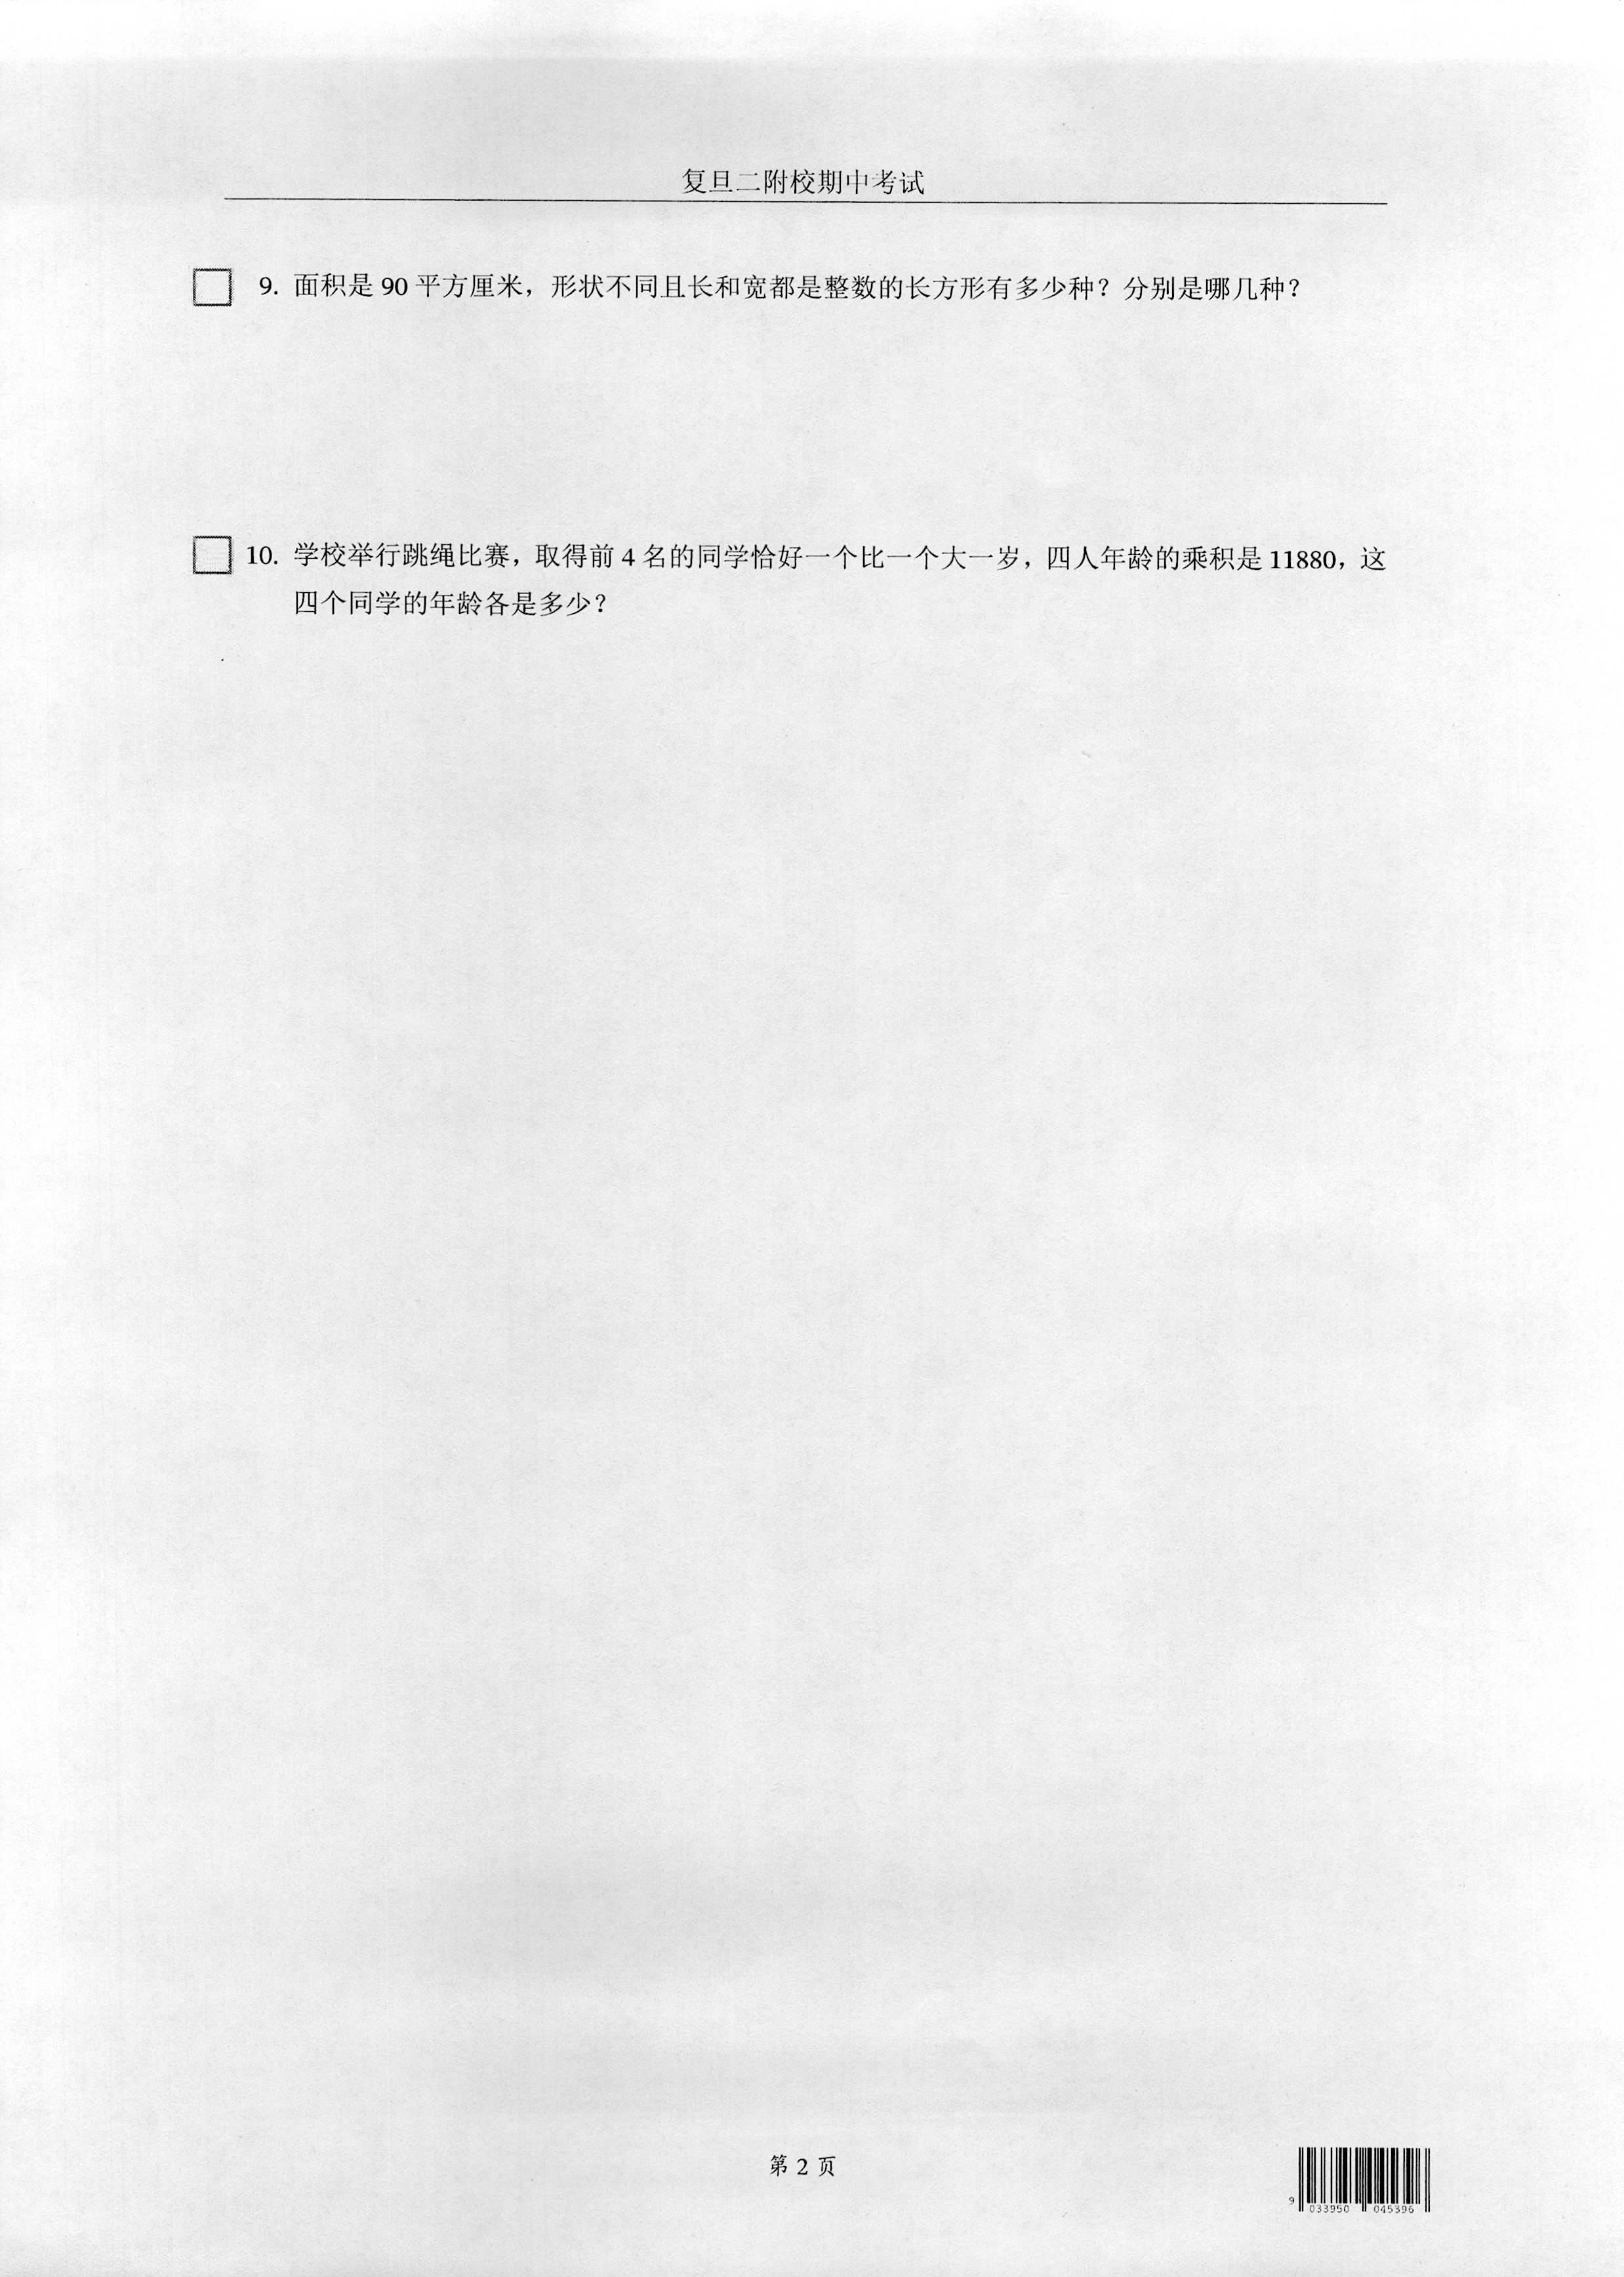 复旦二附校期中考试
9. 面积是 90 平方厘米，形状不同且长和宽都是整数的长方形有多少种？分别是哪几种？
10. 学校举行跳绳比赛，取得前 4 名的同学恰好一个比一个大一岁，四人年龄的乘积是 11880，这
四个同学的年龄各是多少？
第 2 页
9 033950 045396